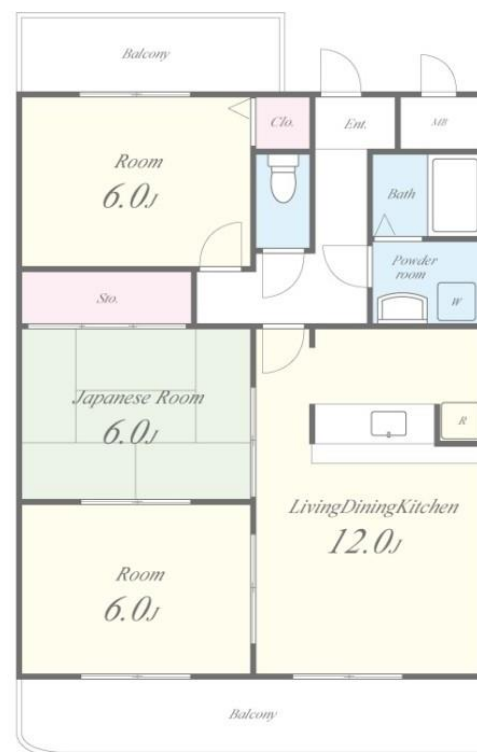 Balcony
Clo.
Ent.
MB
Room
6.0J
Bath
Powder
room
W
Sto.
Japanese Room
6.0J
R
LivingDiningKitchen
12.0J
Room
6.0J
Balcony